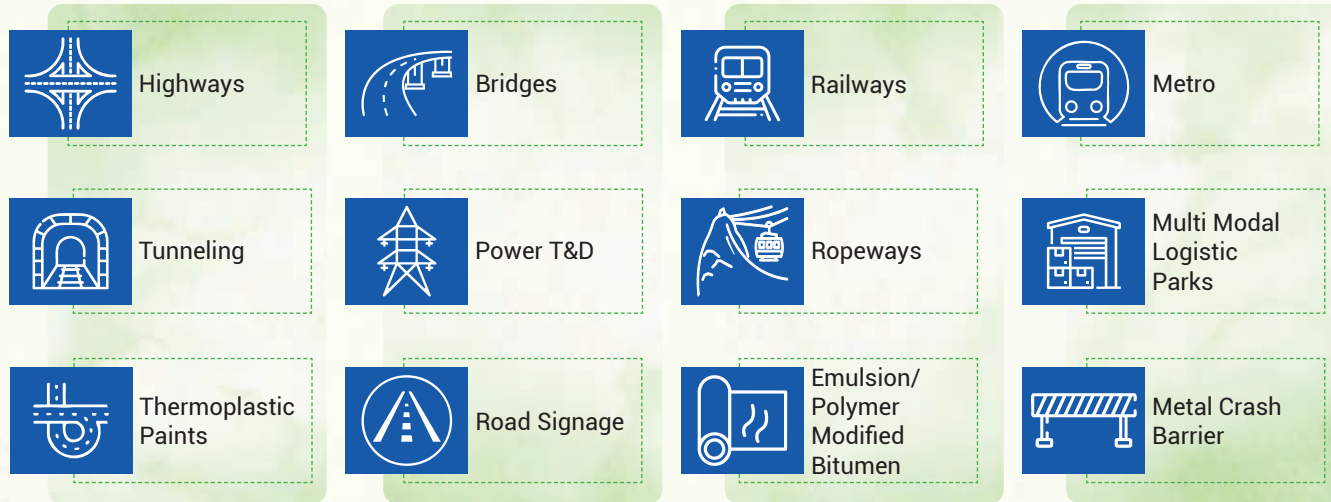 Highways
Bridges
Railways
Metro
Tunneling
Power T&D
Ropeways
Multi Modal
Logistic
Parks
Thermoplastic
Paints
Road Signage
Emulsion/
Polymer
Modified
Bitumen
Metal Crash
Barrier